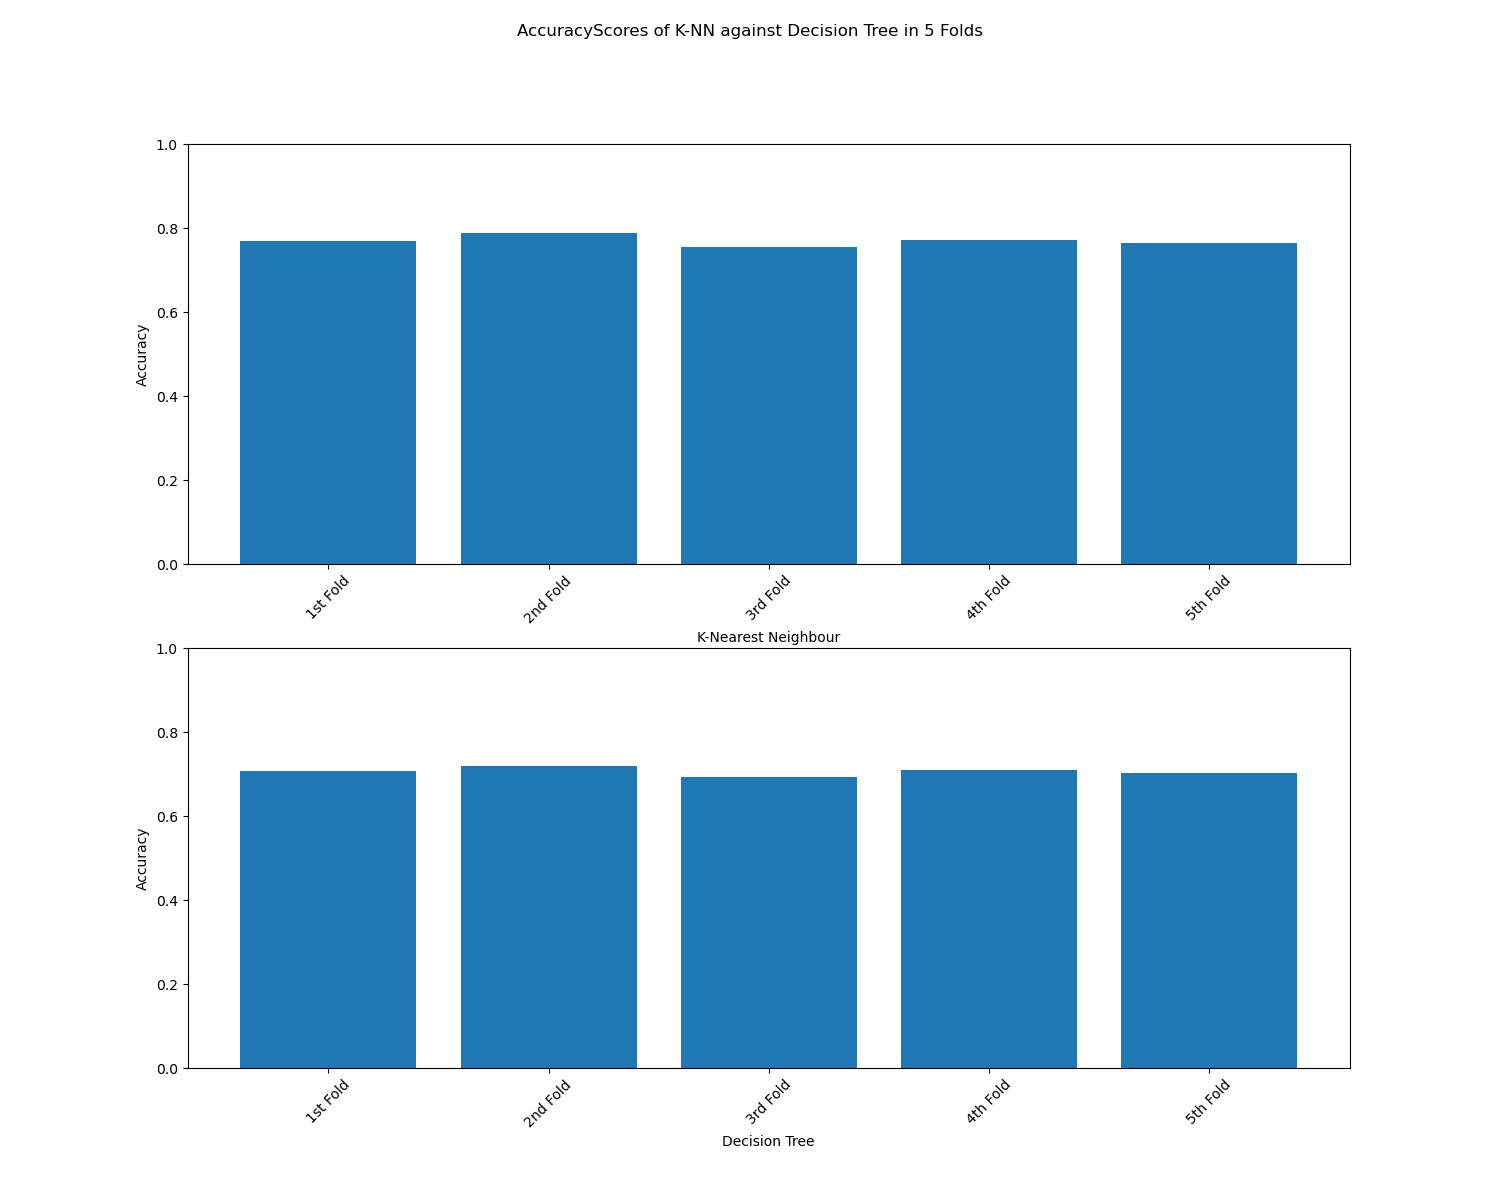 AccuracyScores of K-NN against Decision Tree in 5 Folds
1.0
0.8
0.6
0.4
0.2
0.0
Accuracy
1st Fold
2nd Fold
3rd Fold
4th Fold
5th Fold
K-Nearest Neighbour
1.0
0.8
0.6
0.4
0.2
0.0
Accuracy
1st Fold
2nd Fold
3rd Fold
4th Fold
5th Fold
Decision Tree